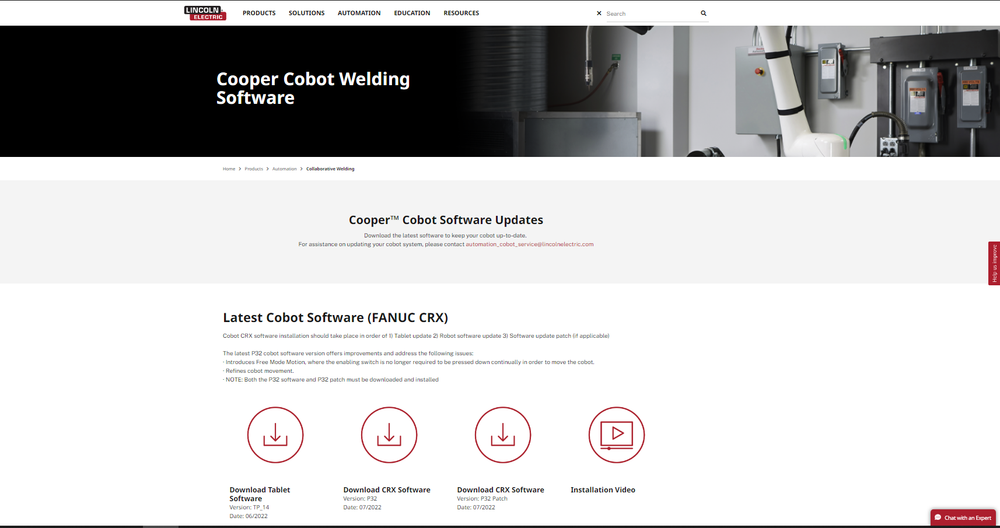 LINCOLN
ELECTRIC
PRODUCTS
SOLUTIONS
AUTOMATION
EDUCATION
RESOURCES
Search
Cooper Cobot Welding
Software
Home > Products > Automation > Collaborative Welding
Cooper™ Cobot Software Updates
Download the latest software to keep your cobot up-to-date.
For assistance on updating your cobot system, please contact automation_cobot_service@lincolnelectric.com
Help us improve
Latest Cobot Software (FANUC CRX)
Cobot CRX software installation should take place in order of 1) Tablet update 2) Robot software update 3) Software update patch (if applicable)
The latest P32 cobot software version offers improvements and address the following issues:
· Introduces Free Mode Motion, where the enabling switch is no longer required to be pressed down continually in order to move the cobot.
· Refines cobot movement.
· NOTE: Both the P32 software and P32 patch must be downloaded and installed
Download Tablet
Software
Version: TP_14
Date: 06/2022
Download CRX Software
Version: P32
Date: 07/2022
Download CRX Software
Version: P32 Patch
Date: 07/2022
Installation Video
Chat with an Expert